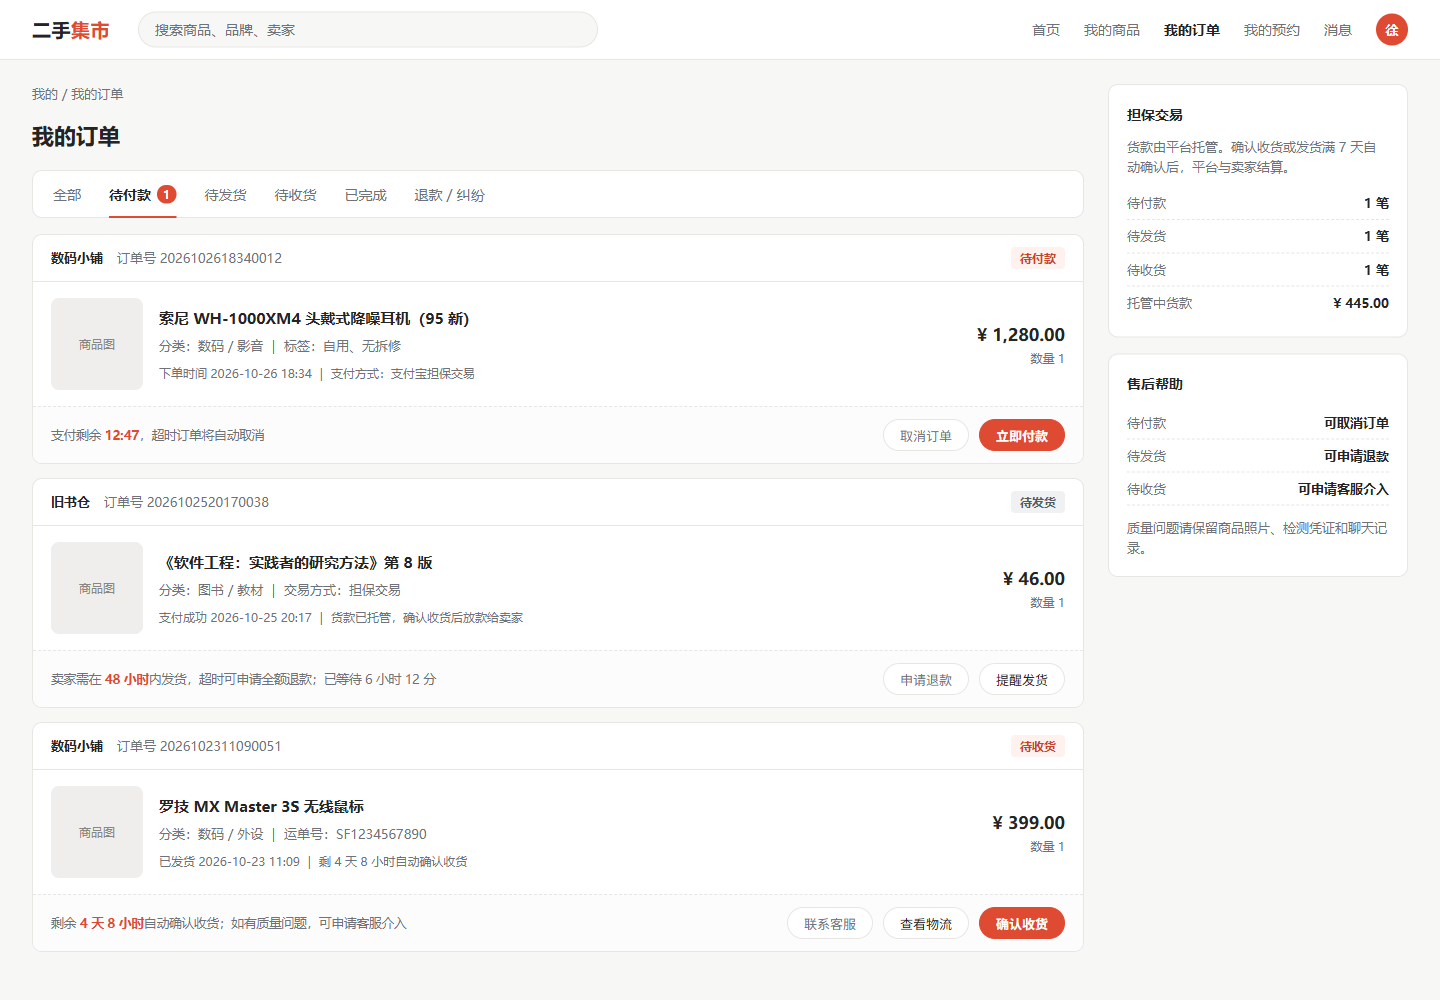 二手集市
搜索商品、品牌、卖家
首页 我的商品 我的订单 我的预约 消息 徐
我的 / 我的订单
我的订单
全部 待付款 1 待发货 待收货 已完成 退款 / 纠纷
数码小铺 订单号 2026102618340012 待付款
商品图
索尼 WH-1000XM4 头戴式降噪耳机（95 新）
分类：数码 / 影音 | 标签：自用、无拆修
下单时间 2026-10-26 18:34 | 支付方式：支付宝担保交易
¥ 1,280.00
数量 1
支付剩余 12:47，超时订单将自动取消
取消订单 立即付款
旧书仓 订单号 2026102520170038 待发货
商品图
《软件工程：实践者的研究方法》第 8 版
分类：图书 / 教材 | 交易方式：担保交易
支付成功 2026-10-25 20:17 | 货款已托管，确认收货后放款给卖家
¥ 46.00
数量 1
卖家需在 48 小时内发货，超时可申请全额退款；已等待 6 小时 12 分
申请退款 提醒发货
数码小铺 订单号 2026102311090051 待收货
商品图
罗技 MX Master 3S 无线鼠标
分类：数码 / 外设 | 运单号：SF1234567890
已发货 2026-10-23 11:09 | 剩 4 天 8 小时自动确认收货
¥ 399.00
数量 1
剩余 4 天 8 小时自动确认收货；如有质量问题，可申请客服介入
联系客服 查看物流 确认收货
担保交易
货款由平台托管。确认收货或发货满 7 天自
动确认后，平台与卖家结算。
待付款 1 笔
待发货 1 笔
待收货 1 笔
托管中货款 ¥ 445.00
售后帮助
待付款 可取消订单
待发货 可申请退款
待收货 可申请客服介入
质量问题请保留商品照片、检测凭证和聊天记
录。